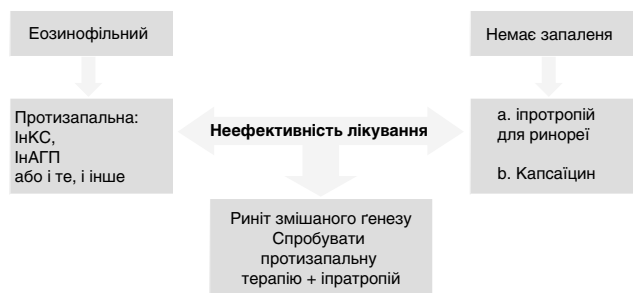 Еозинофільний
Немає запаленя
Протизапальна:
ІнКС,
ІнАГП
або і те, і інше
Неефективність лікування
а. іпротропій
для ринореї
b. Капсаїцин
Риніт змішаного ґенезу
Спробувати
протизапальну
терапію + іпратропій